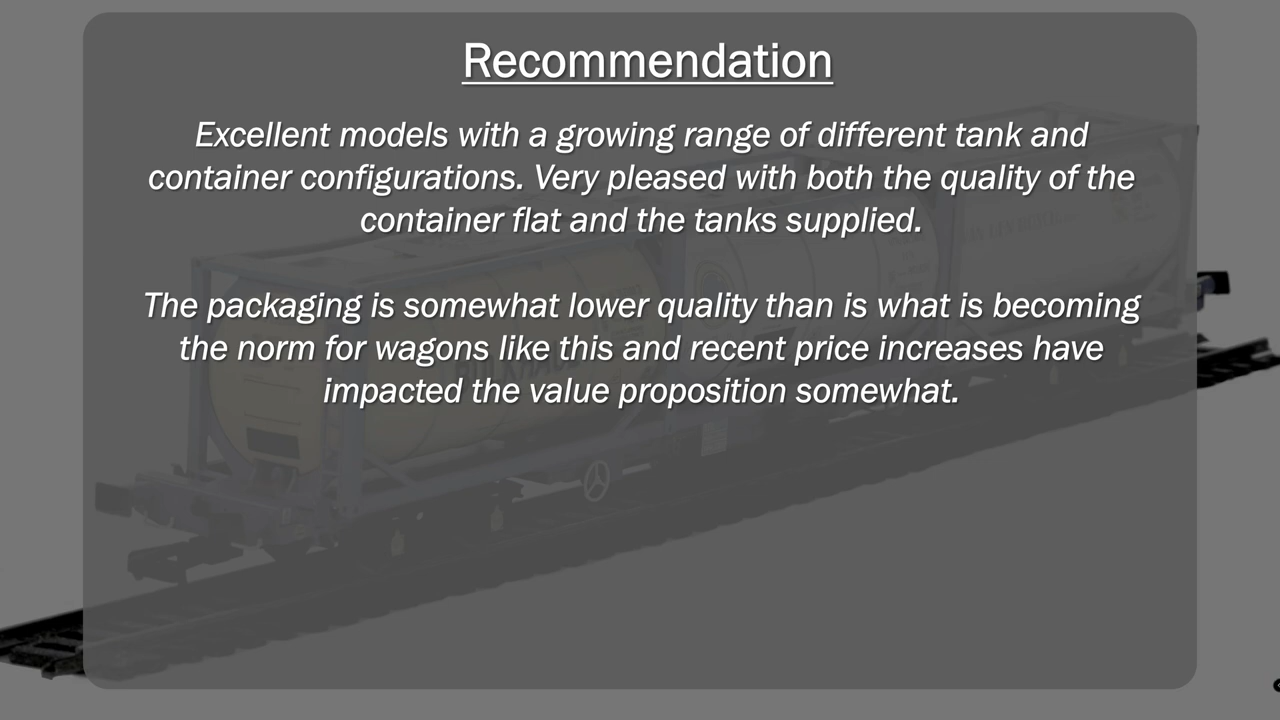 Recommendation
Excellent models with a growing range of different tank and
container configurations. Very pleased with both the quality of the
container flat and the tanks supplied.
The packaging is somewhat lower quality than is what is becoming
the norm for wagons like this and recent price increases have
impacted the value proposition somewhat.